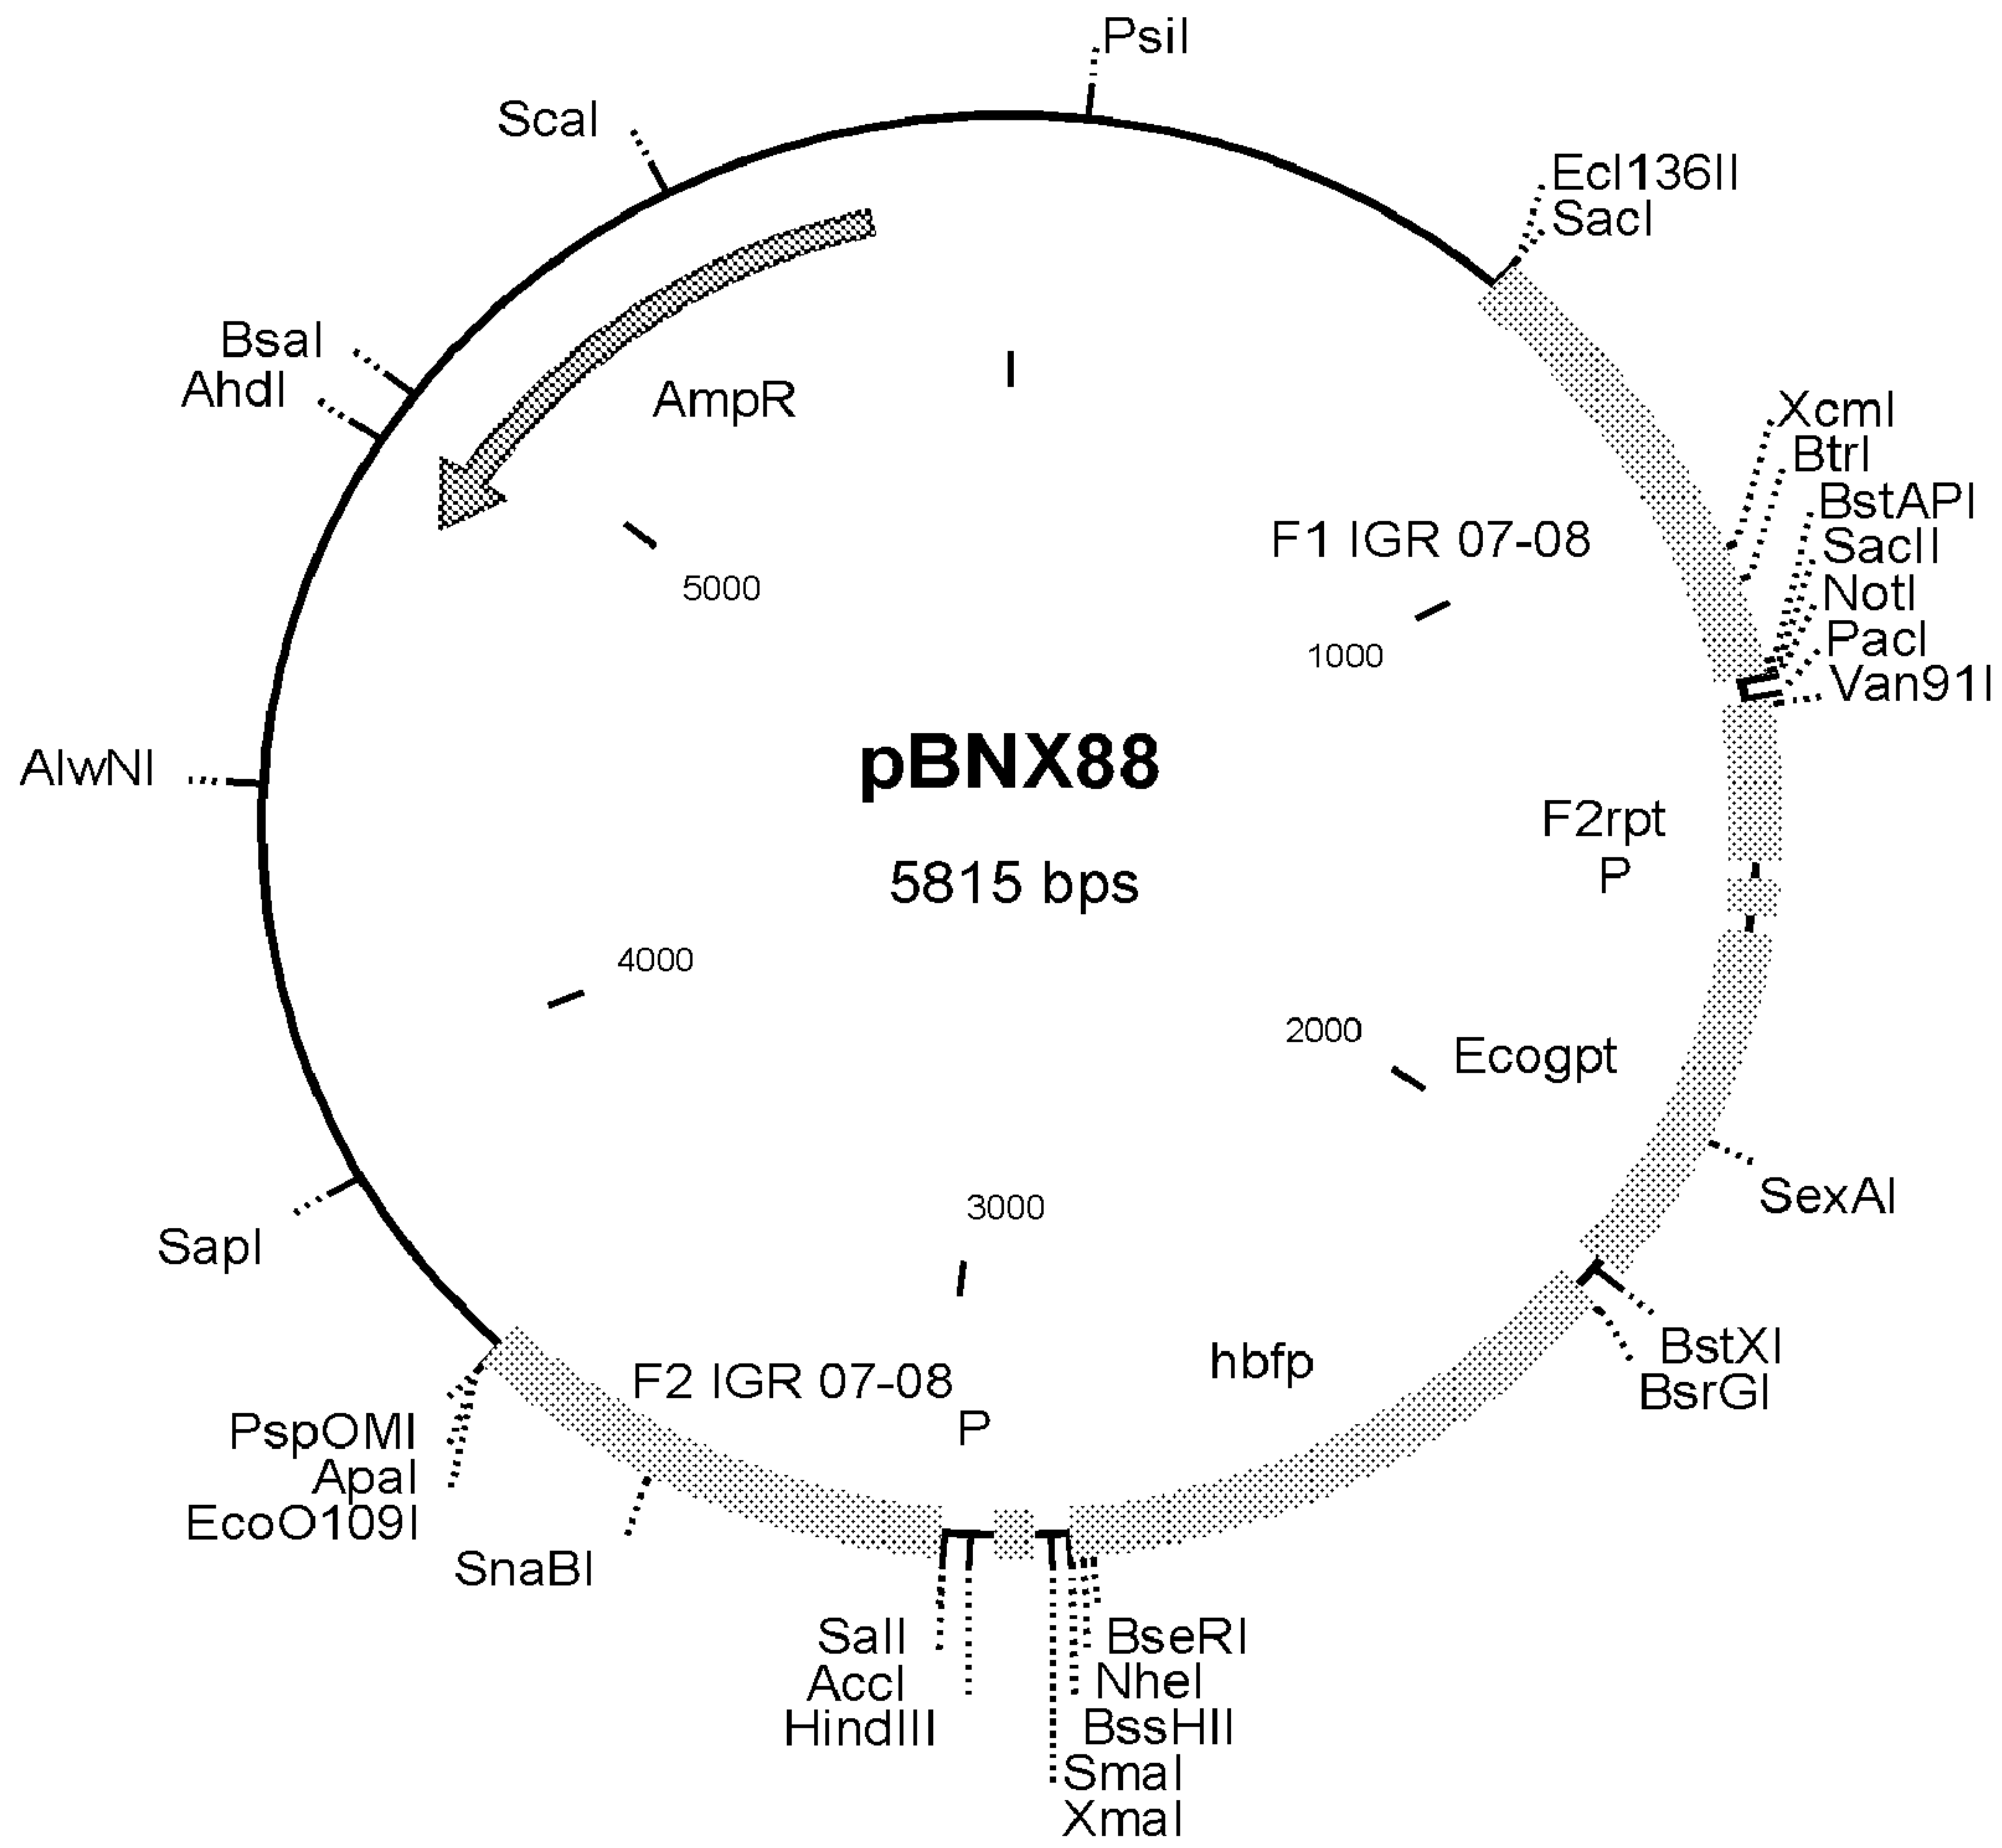 PsiI
ScaI
Ecl136II
SacI
BsaI
AhdI
AmpR
XcmI
BtrI
BstAPI
SacII
NotI
PacI
Van91I
F1 IGR 07-08
5000
1000
AlwNI
pBNX88
5815 bps
F2rpt
P
4000
2000
Ecogpt
SexAI
3000
SapI
BstXI
BsrGI
hbfp
F2 IGR 07-08
P
PspOMI
ApaI
EcoO109I
SnaBI
SalI
AccI
HindIII
BseRI
NheI
BssHII
SmaI
XmaI